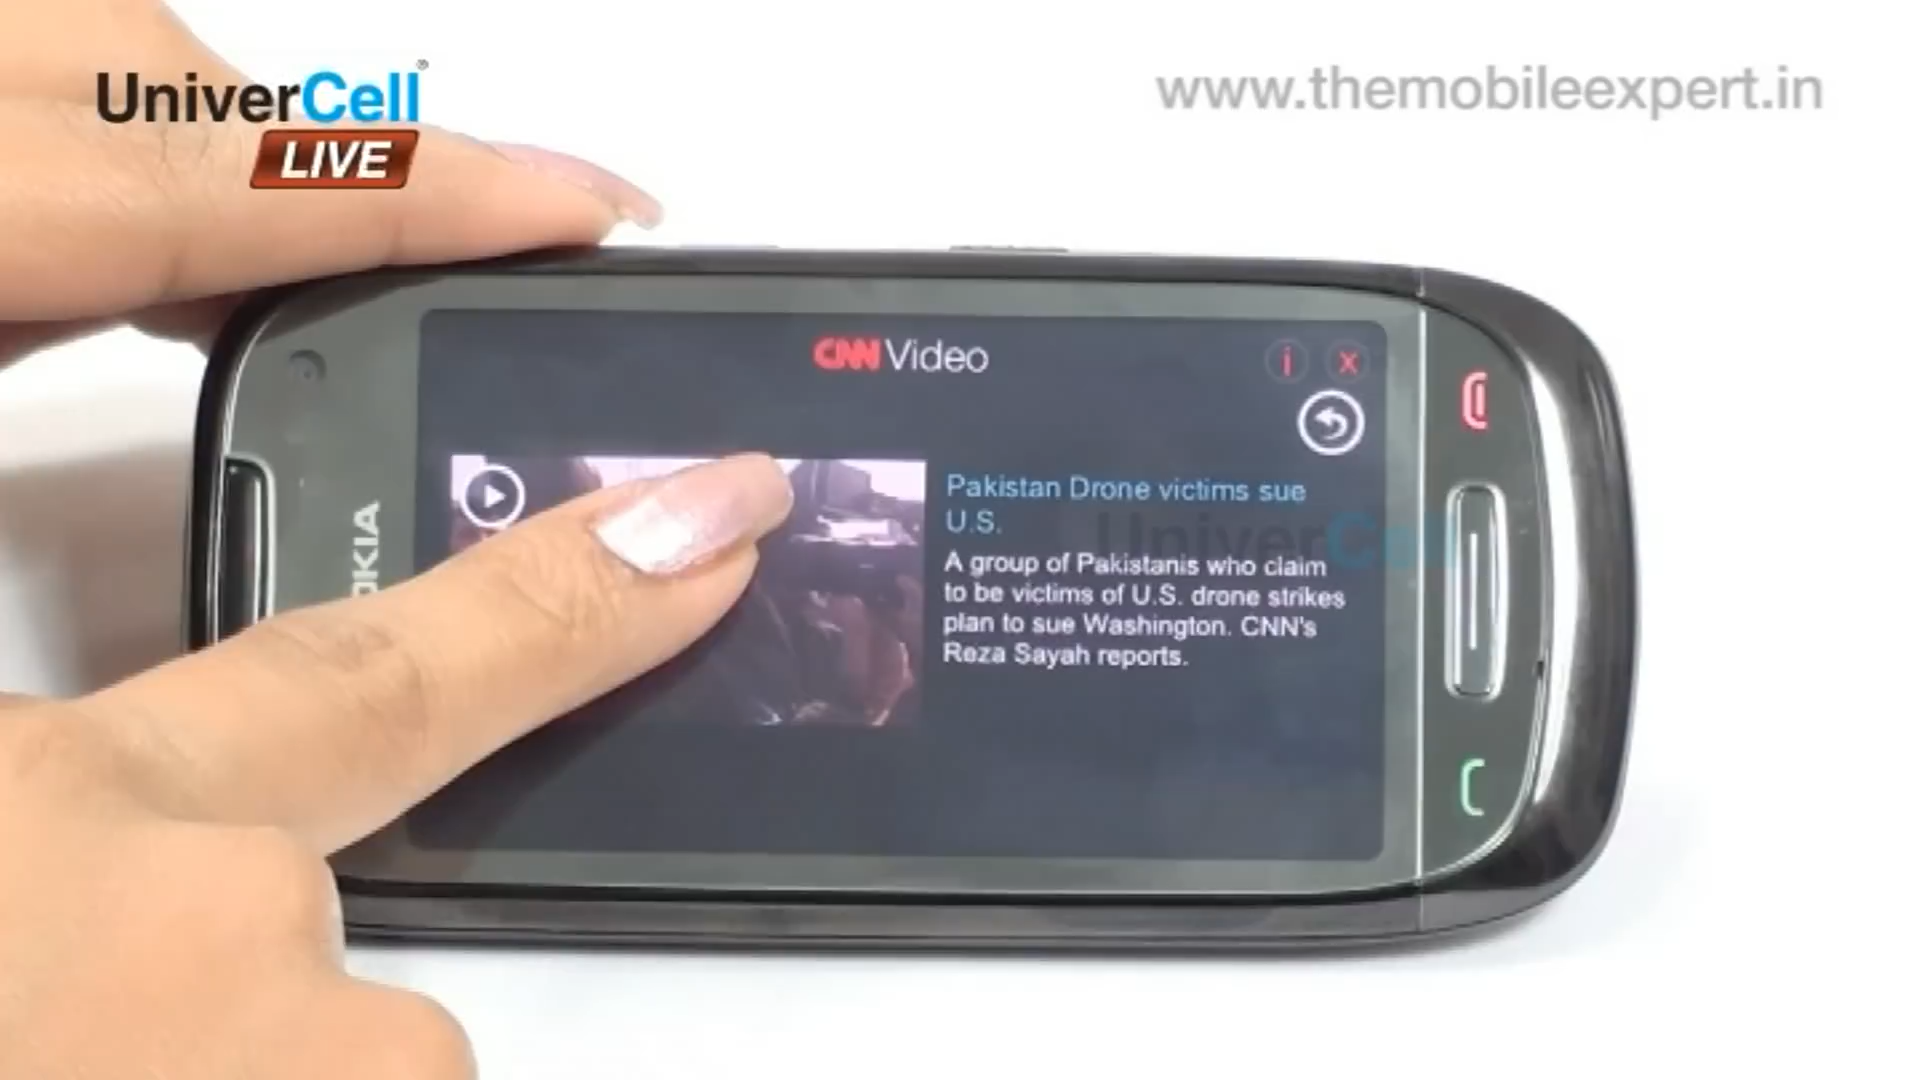 UniverCell®
LIVE
www.themobileexpert.in
CNN Video
i
x
Pakistan Drone victims sue
U.S.
UniverCell
A group of Pakistanis who claim
to be victims of U.S. drone strikes
plan to sue Washington. CNN's
Reza Sayah reports.